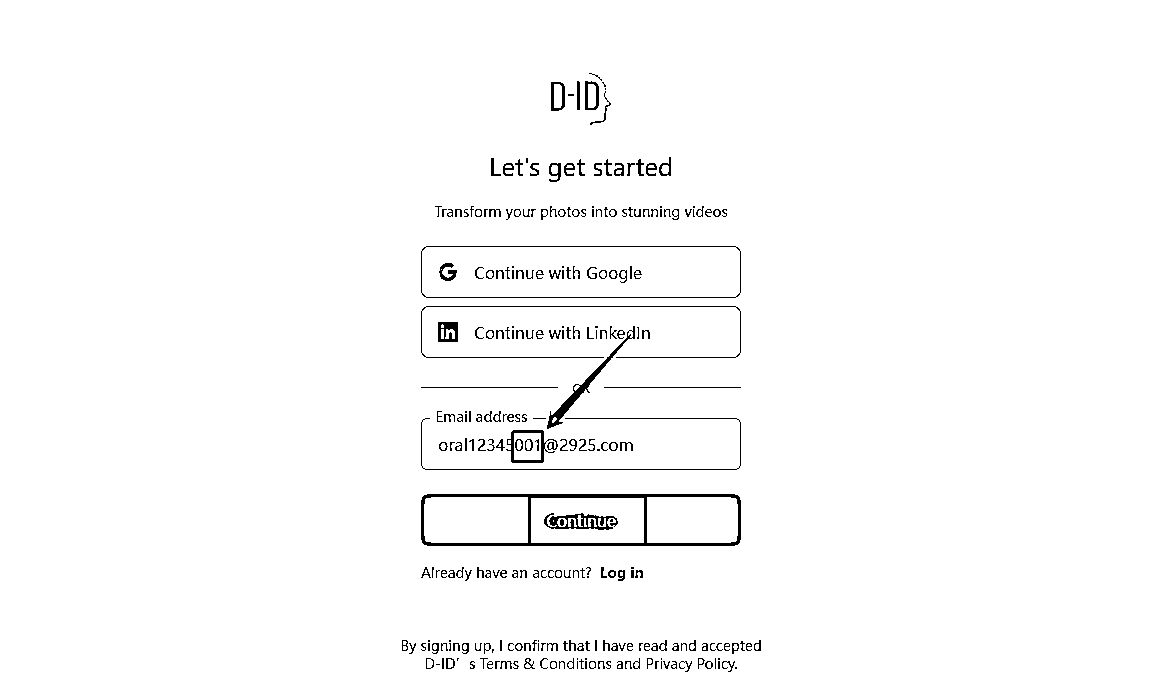 D-ID
Let's get started
Transform your photos into stunning videos
G Continue with Google
in Continue with LinkedIn
OR
Email address
oral12345001@2925.com
Continue
Already have an account? Log in
By signing up, I confirm that I have read and accepted
D-ID’s Terms & Conditions and Privacy Policy.